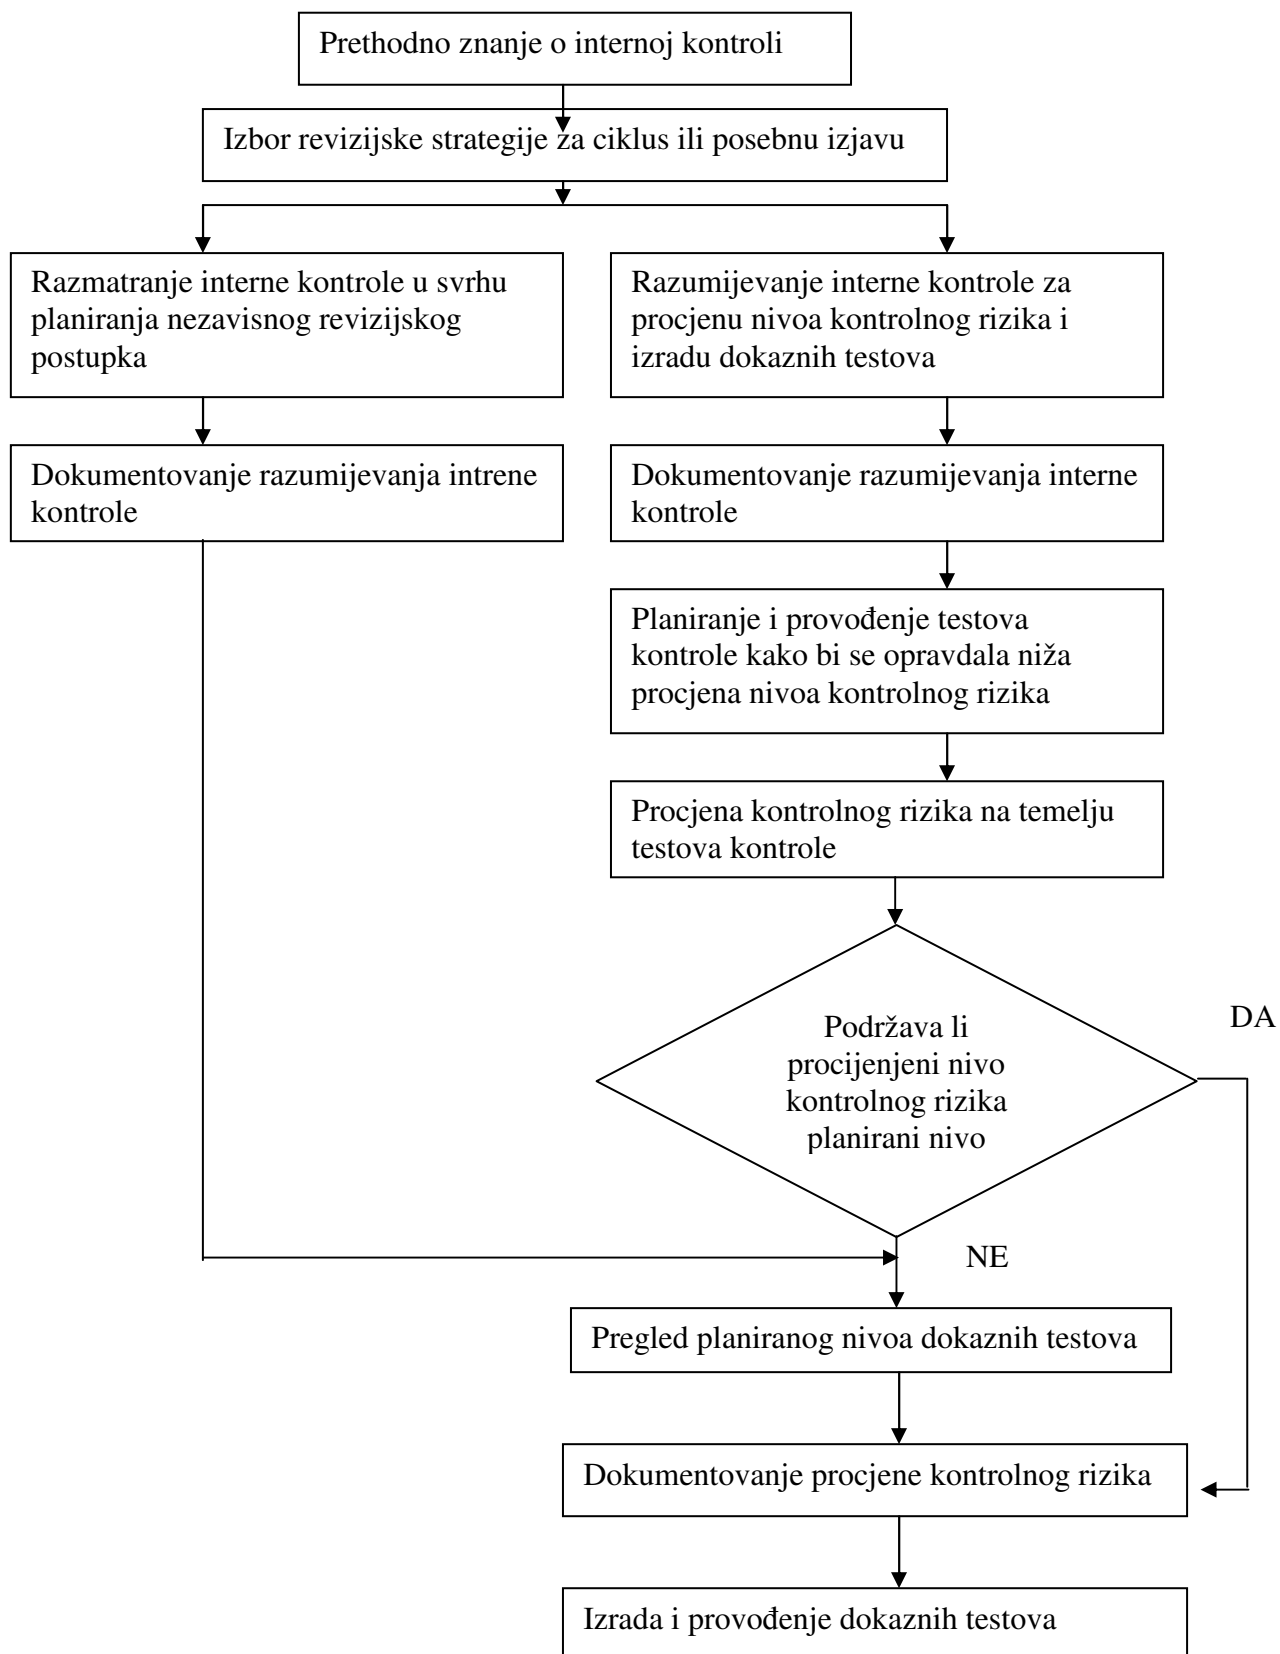 Prethodno znanje o internoj kontroli
Izbor revizijske strategije za ciklus ili posebnu izjavu
Razmatranje interne kontrole u svrhu
planiranja nezavisnog revizijskog
postupka
Razumijevanje interne kontrole za
procjenu nivoa kontrolnog rizika i
izradu dokaznih testova
Dokumentovanje razumijevanja intrene
kontrole
Dokumentovanje razumijevanja interne
kontrole
Planiranje i provođenje testova
kontrole kako bi se opravdala niža
procjena nivoa kontrolnog rizika
Procjena kontrolnog rizika na temelju
testova kontrole
Podržava li
procijenjeni nivo
kontrolnog rizika
planirani nivo
DA
NE
Pregled planiranog nivoa dokaznih testova
Dokumentovanje procjene kontrolnog rizika
Izrada i provođenje dokaznih testova